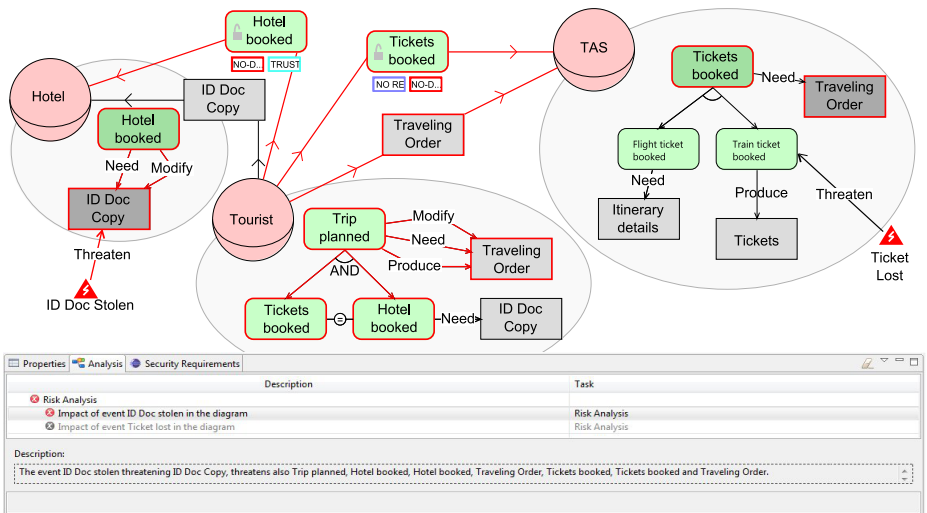 Hotel
booked
NO-D...
TRUST
Tickets
booked
NO RE
NO-D...
TAS
Tickets
booked
Need
Traveling
Order
Hotel
ID Doc
Copy
Hotel
booked
Need
Modify
ID Doc
Copy
Threaten
ID Doc Stolen
Traveling
Order
Flight ticket
booked
Train ticket
booked
Need
Produce
Threaten
Itinerary
details
Tickets
Ticket
Lost
Tourist
Trip
planned
Modify
Need
Produce
Traveling
Order
AND
Tickets
booked
=
Hotel
booked
Need
ID Doc
Copy
Properties Analysis Security Requirements
Description Task
Risk Analysis
Impact of event ID Doc stolen in the diagram Risk Analysis
Impact of event Ticket lost in the diagram Risk Analysis
Description:
The event ID Doc stolen threatening ID Doc Copy, threatens also Trip planned, Hotel booked, Hotel booked, Traveling Order, Tickets booked, Tickets booked and Traveling Order.